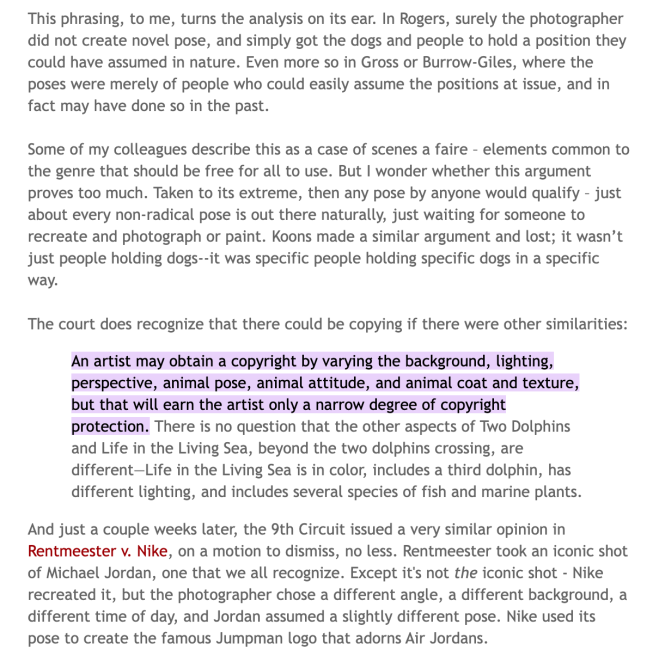 This phrasing, to me, turns the analysis on its ear. In Rogers, surely the photographer
did not create novel pose, and simply got the dogs and people to hold a position they
could have assumed in nature. Even more so in Gross or Burrow-Giles, where the
poses were merely of people who could easily assume the positions at issue, and in
fact may have done so in the past.
Some of my colleagues describe this as a case of scenes a faire - elements common to
the genre that should be free for all to use. But I wonder whether this argument
proves too much. Taken to its extreme, then any pose by anyone would qualify - just
about every non-radical pose is out there naturally, just waiting for someone to
recreate and photograph or paint. Koons made a similar argument and lost; it wasn’t
just people holding dogs--it was specific people holding specific dogs in a specific
way.
The court does recognize that there could be copying if there were other similarities:
An artist may obtain a copyright by varying the background, lighting,
perspective, animal pose, animal attitude, and animal coat and texture,
but that will earn the artist only a narrow degree of copyright
protection. There is no question that the other aspects of Two Dolphins
and Life in the Living Sea, beyond the two dolphins crossing, are
different—Life in the Living Sea is in color, includes a third dolphin, has
different lighting, and includes several species of fish and marine plants.
And just a couple weeks later, the 9th Circuit issued a very similar opinion in
Rentmeester v. Nike, on a motion to dismiss, no less. Rentmeester took an iconic shot
of Michael Jordan, one that we all recognize. Except it's not the iconic shot - Nike
recreated it, but the photographer chose a different angle, a different background, a
different time of day, and Jordan assumed a slightly different pose. Nike used its
pose to create the famous Jumpman logo that adorns Air Jordans.